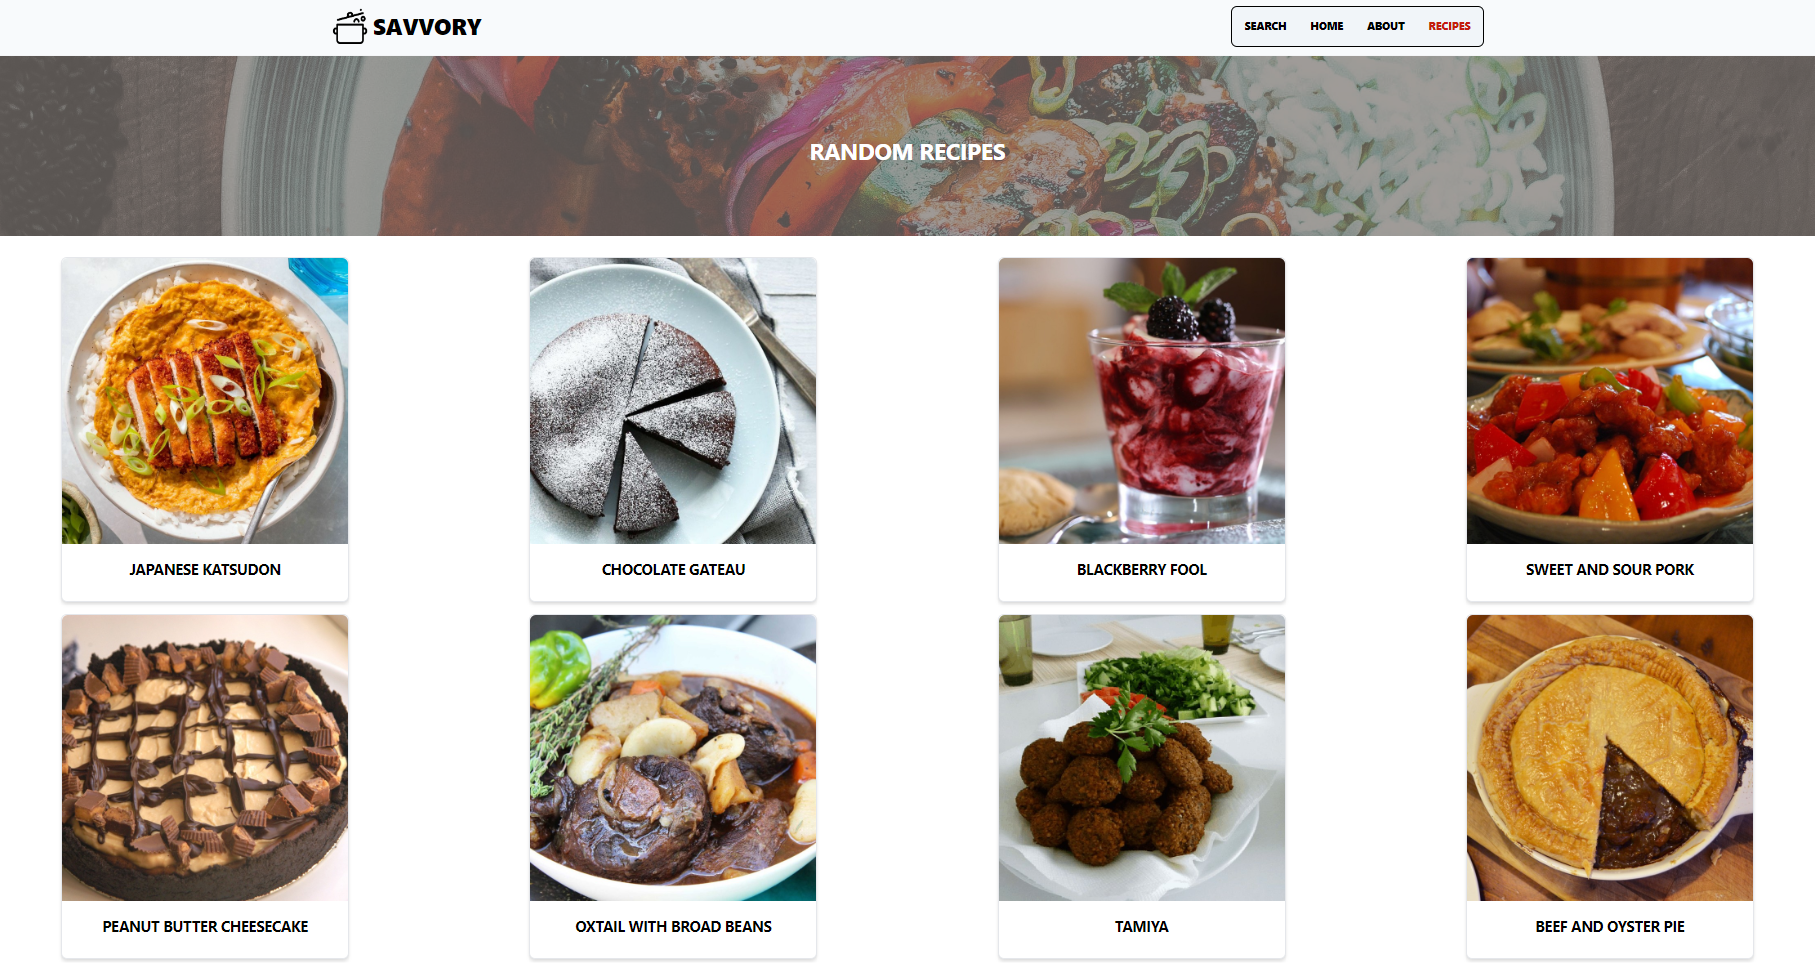 SAVVORY
SEARCH HOME ABOUT RECIPES
RANDOM RECIPES
JAPANESE KATSUDON
CHOCOLATE GATEAU
BLACKBERRY FOOL
SWEET AND SOUR PORK
PEANUT BUTTER CHEESECAKE
OXTAIL WITH BROAD BEANS
TAMIYA
BEEF AND OYSTER PIE